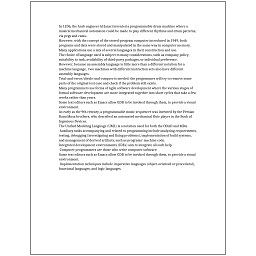 In 1206, the Arab engineer Al-Jazari invented a programmable drum machine where a
musical mechanical automaton could be made to play different rhythms and drum patterns,
via pegs and cams.
However, with the concept of the stored-program computer introduced in 1949, both
programs and data were stored and manipulated in the same way in computer memory.
Many applications use a mix of several languages in their construction and use.
The choice of language used is subject to many considerations, such as company policy,
suitability to task, availability of third-party packages, or individual preference.
However, because an assembly language is little more than a different notation for a
machine language, two machines with different instruction sets also have different
assembly languages.
Trial-and-error/divide-and-conquer is needed: the programmer will try to remove some
parts of the original test case and check if the problem still exists.
Many programmers use forms of Agile software development where the various stages of
formal software development are more integrated together into short cycles that take a few
weeks rather than years.
Some text editors such as Emacs allow GDB to be invoked through them, to provide a visual
environment.
As early as the 9th century, a programmable music sequencer was invented by the Persian
Banu Musa brothers, who described an automated mechanical flute player in the Book of
Ingenious Devices.
The Unified Modeling Language (UML) is a notation used for both the OOAD and MDA.
Auxiliary tasks accompanying and related to programming include analyzing requirements,
testing, debugging (investigating and fixing problems), implementation of build systems,
and management of derived artifacts, such as programs' machine code.
Integrated development environments (IDEs) aim to integrate all such help.
Computer programmers are those who write computer software.
Some text editors such as Emacs allow GDB to be invoked through them, to provide a visual
environment.
Implementation techniques include imperative languages (object-oriented or procedural),
functional languages, and logic languages.